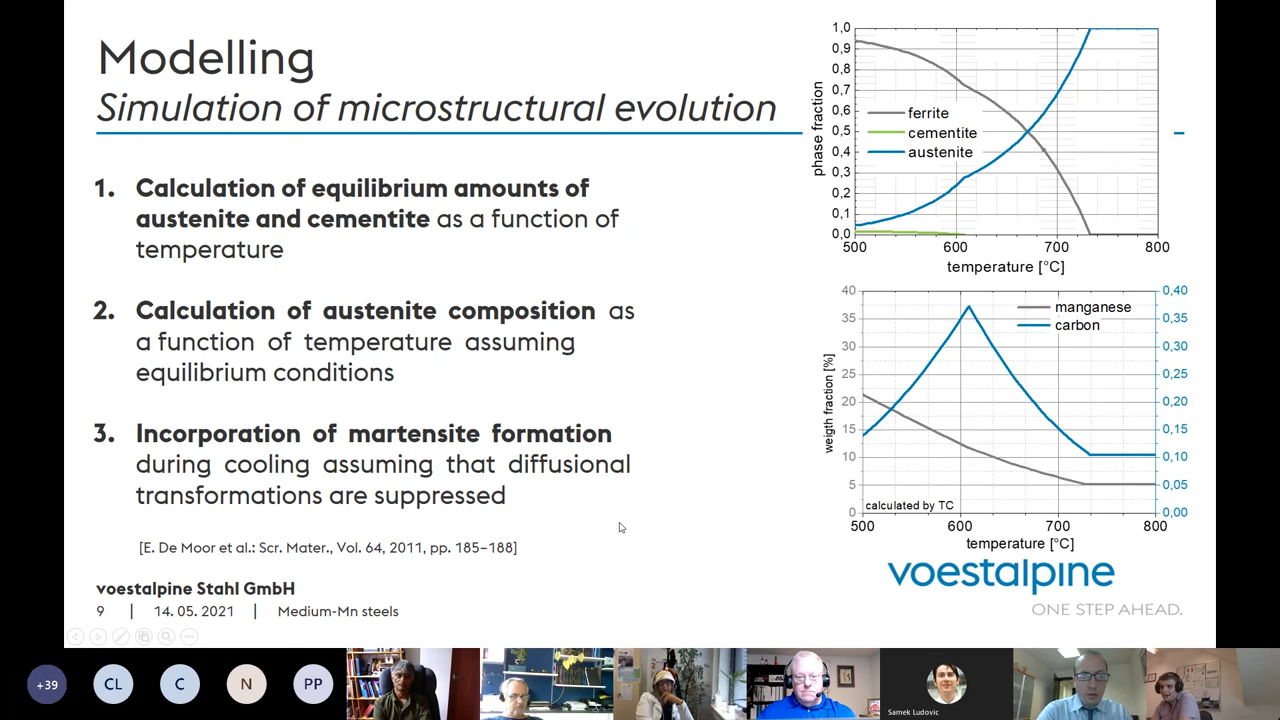 Modelling
Simulation of microstructural evolution
1. Calculation of equilibrium amounts of
austenite and cementite as a function of
temperature
2. Calculation of austenite composition as
a function of temperature assuming
equilibrium conditions
3. Incorporation of martensite formation
during cooling assuming that diffusional
transformations are suppressed
[E. De Moor et al.: Scr. Mater., Vol. 64, 2011, pp. 185–188]
voestalpine Stahl GmbH
9 | 14. 05. 2021 | Medium-Mn steels
1,0
0,9
0,8
0,7
0,6
0,5
0,4
0,3
0,2
0,1
0,0
phase fraction
ferrite
cementite
austenite
500 600 700 800
temperature [°C]
40
35
30
25
20
15
10
5
0
weigth fraction [%]
manganese
carbon
0,40
0,35
0,30
0,25
0,20
0,15
0,10
0,05
0,00
calculated by TC
500 600 700 800
temperature [°C]
voestalpine
ONE STEP AHEAD.
+39
CL
C
N
PP
Samek Ludovic